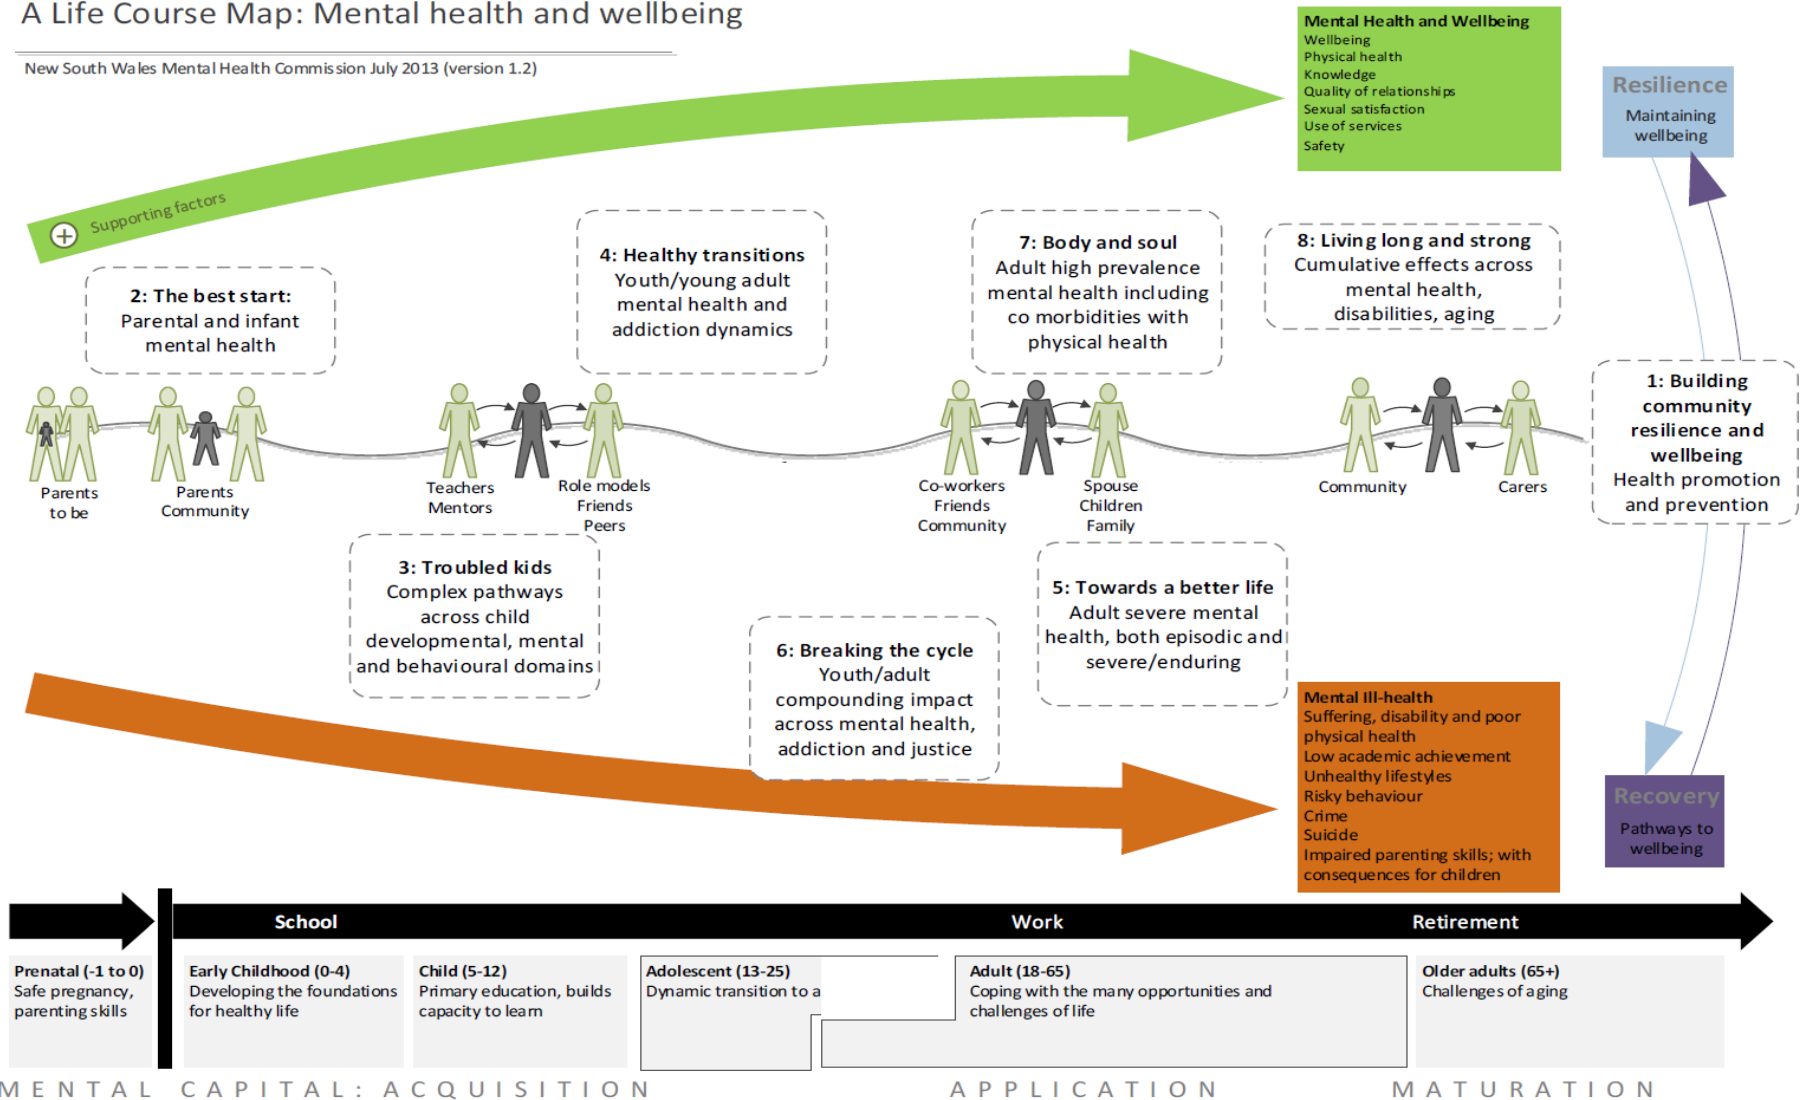 A Life Course Map: Mental health and wellbeing
New South Wales Mental Health Commission July 2013 (version 1.2)
Mental Health and Wellbeing
Wellbeing
Physical health
Knowledge
Quality of relationships
Sexual satisfaction
Use of services
Safety
Resilience
Maintaining
wellbeing
Supporting factors
2: The best start:
Parental and infant
mental health
4: Healthy transitions
Youth/young adult
mental health and
addiction dynamics
7: Body and soul
Adult high prevalence
mental health including
co morbidities with
physical health
8: Living long and strong
Cumulative effects across
mental health,
disabilities, aging
1: Building
community
resilience and
wellbeing
Health promotion
and prevention
Parents
to be
Parents
Community
Teachers
Mentors
Role models
Friends
Peers
Co-workers
Friends
Community
Spouse
Children
Family
Community
Carers
3: Troubled kids
Complex pathways
across child
developmental, mental
and behavioural domains
6: Breaking the cycle
Youth/adult
compounding impact
across mental health,
addiction and justice
5: Towards a better life
Adult severe mental
health, both episodic and
severe/enduring
Mental Ill-health
Suffering, disability and poor
physical health
Low academic achievement
Unhealthy lifestyles
Risky behaviour
Crime
Suicide
Impaired parenting skills; with
consequences for children
Recovery
Pathways to
wellbeing
School
Work
Retirement
Prenatal (-1 to 0)
Safe pregnancy,
parenting skills
Early Childhood (0-4)
Developing the foundations
for healthy life
Child (5-12)
Primary education, builds
capacity to learn
Adolescent (13-25)
Dynamic transition to a
Adult (18-65)
Coping with the many opportunities and
challenges of life
Older adults (65+)
Challenges of aging
MENTAL CAPITAL: ACQUISITION
APPLICATION
MATURATION